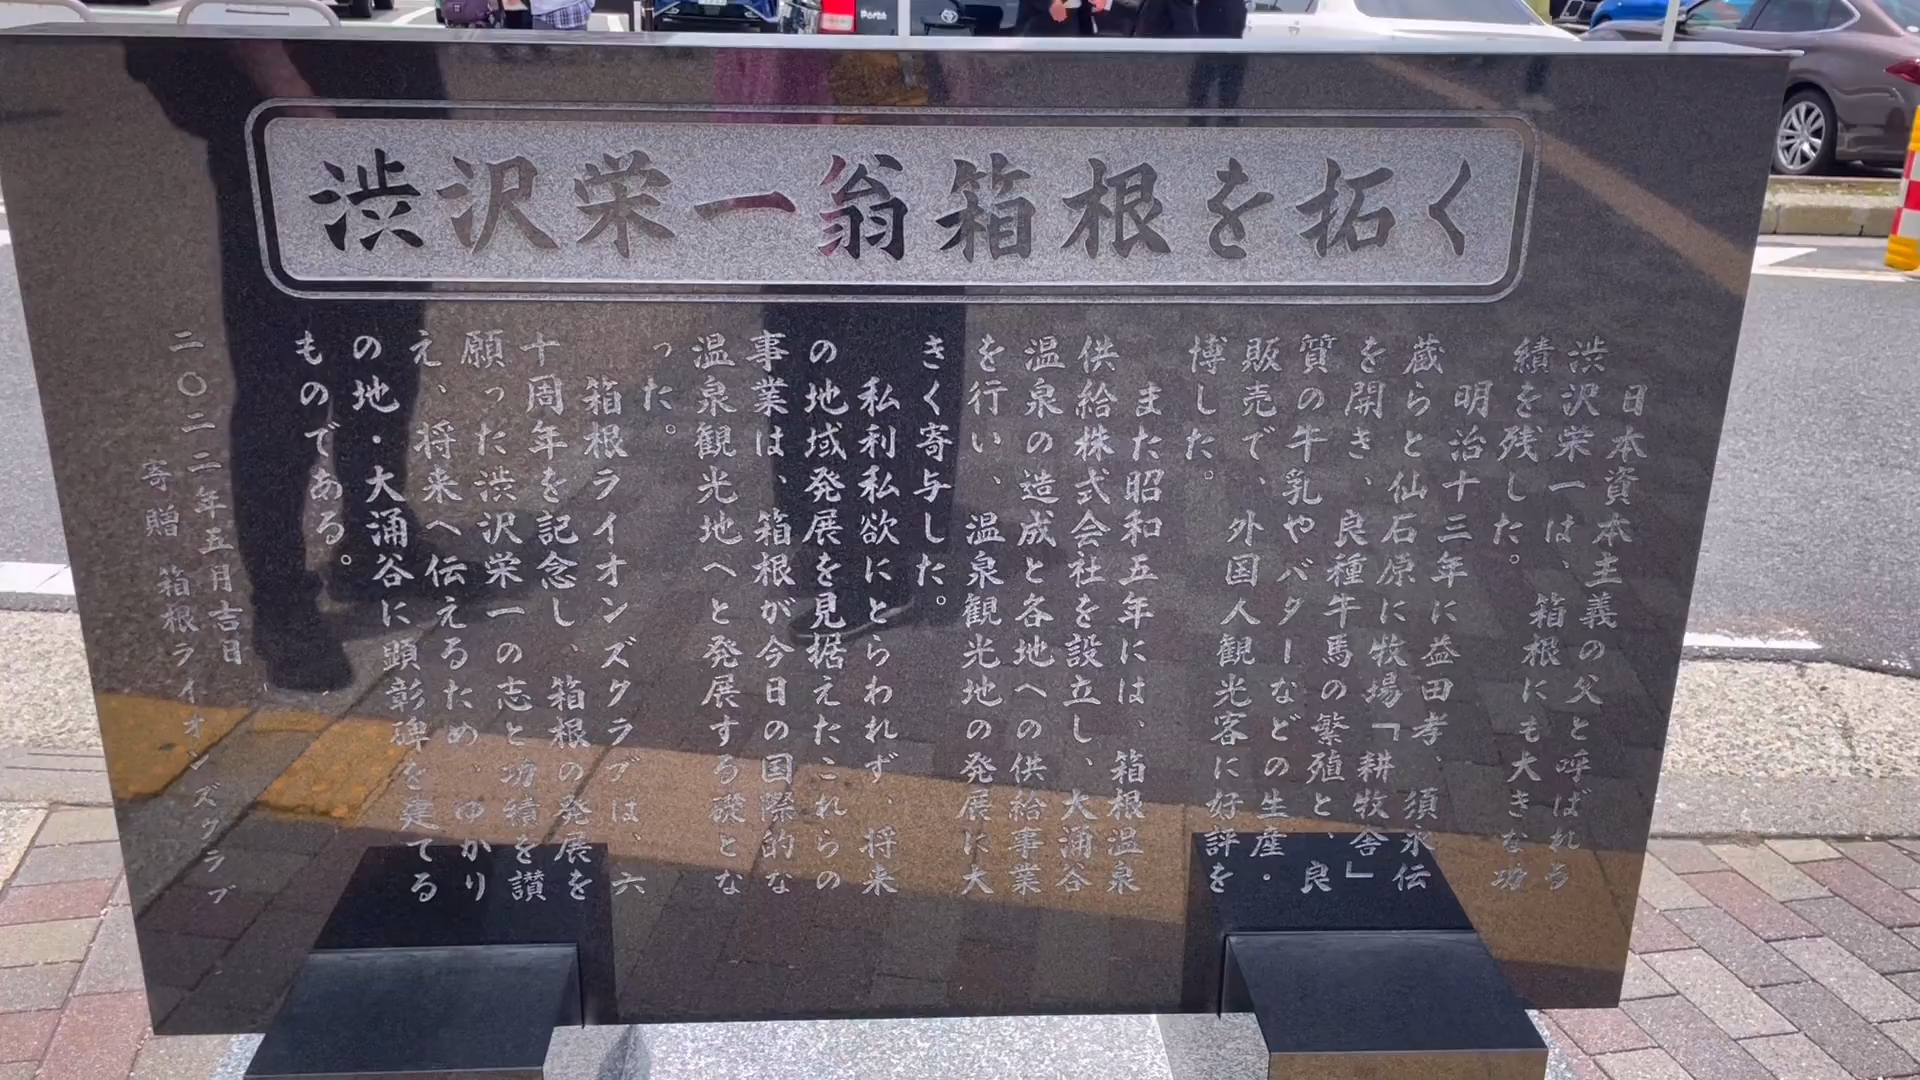 渋沢栄一翁箱根を拓く
日本資本主義の父と呼ばれる
渋沢栄一は、箱根にも大きな功
績を残した。
明治十三年に益田孝、須永伝
蔵らと仙石原に牧場「耕牧舎」
を開き、良種牛馬の繁殖と、良
質の牛乳やバターなどの生産・
販売で、外国人観光客に好評を
博した。
また昭和五年には、箱根温泉
供給株式会社を設立し、大涌谷
温泉の造成と各地への供給事業
を行い、温泉観光地の発展に大
きく寄与した。
私利私欲にとらわれず、将来
の地域発展を見据えたこれらの
事業は、箱根が今日の国際的な
温泉観光地へと発展する礎とな
った。
箱根ライオンズクラブは、六
十周年を記念し、箱根の発展を
願った渋沢栄一の志と功績を讃
え、将来へ伝えるため、ゆかり
の地・大涌谷に顕彰碑を建てる
ものである。
二〇二二年五月吉日
寄贈 箱根ライオンズクラブ